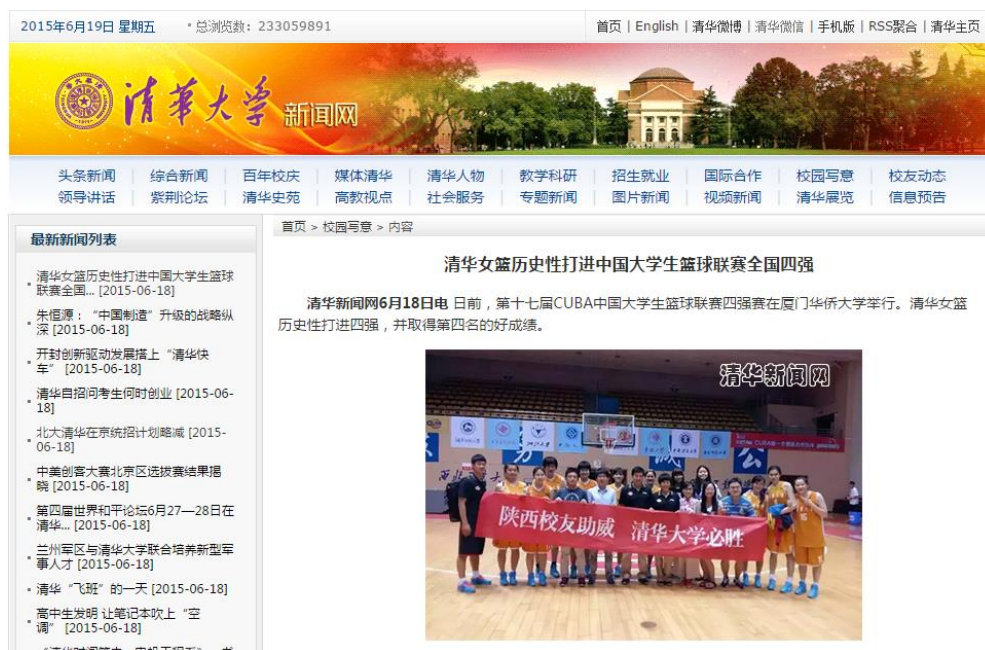 2015年6月19日 星期五 • 总浏览数：233059891
首页 | English | 清华微博 | 清华微信 | 手机版 | RSS聚合 | 清华主页
清华大学 新闻网
头条新闻 | 综合新闻 | 百年校庆 | 媒体清华 | 清华人物 | 教学科研 | 招生就业 | 国际合作 | 校园写意 | 校友动态
领导讲话 | 紫荆论坛 | 清华史苑 | 高教视点 | 社会服务 | 专题新闻 | 图片新闻 | 视频新闻 | 清华展览 | 信息预告
最新新闻列表
清华女篮历史性打进中国大学生篮球
联赛全国... [2015-06-18]
朱恒源：“中国制造”升级的战略纵
深 [2015-06-18]
开封创新驱动发展搭上“清华快
车” [2015-06-18]
清华自招问考生何时创业 [2015-06-
18]
北大清华在京统招计划略减 [2015-
06-18]
中美创客大赛北京区选拔赛结果揭
晓 [2015-06-18]
第四届世界和平论坛6月27—28日在
清华... [2015-06-18]
兰州军区与清华大学联合培养新型军
事人才 [2015-06-18]
清华“飞班”的一天 [2015-06-18]
高中生发明 让笔记本吹上“空
调” [2015-06-18]
首页 > 校园写意 > 内容
清华女篮历史性打进中国大学生篮球联赛全国四强
清华新闻网6月18日电 日前，第十七届CUBA中国大学生篮球联赛四强赛在厦门华侨大学举行。清华女篮
历史性打进四强，并取得第四名的好成绩。
清华新闻网
诚
公
陕西校友助威 清华大学必胜